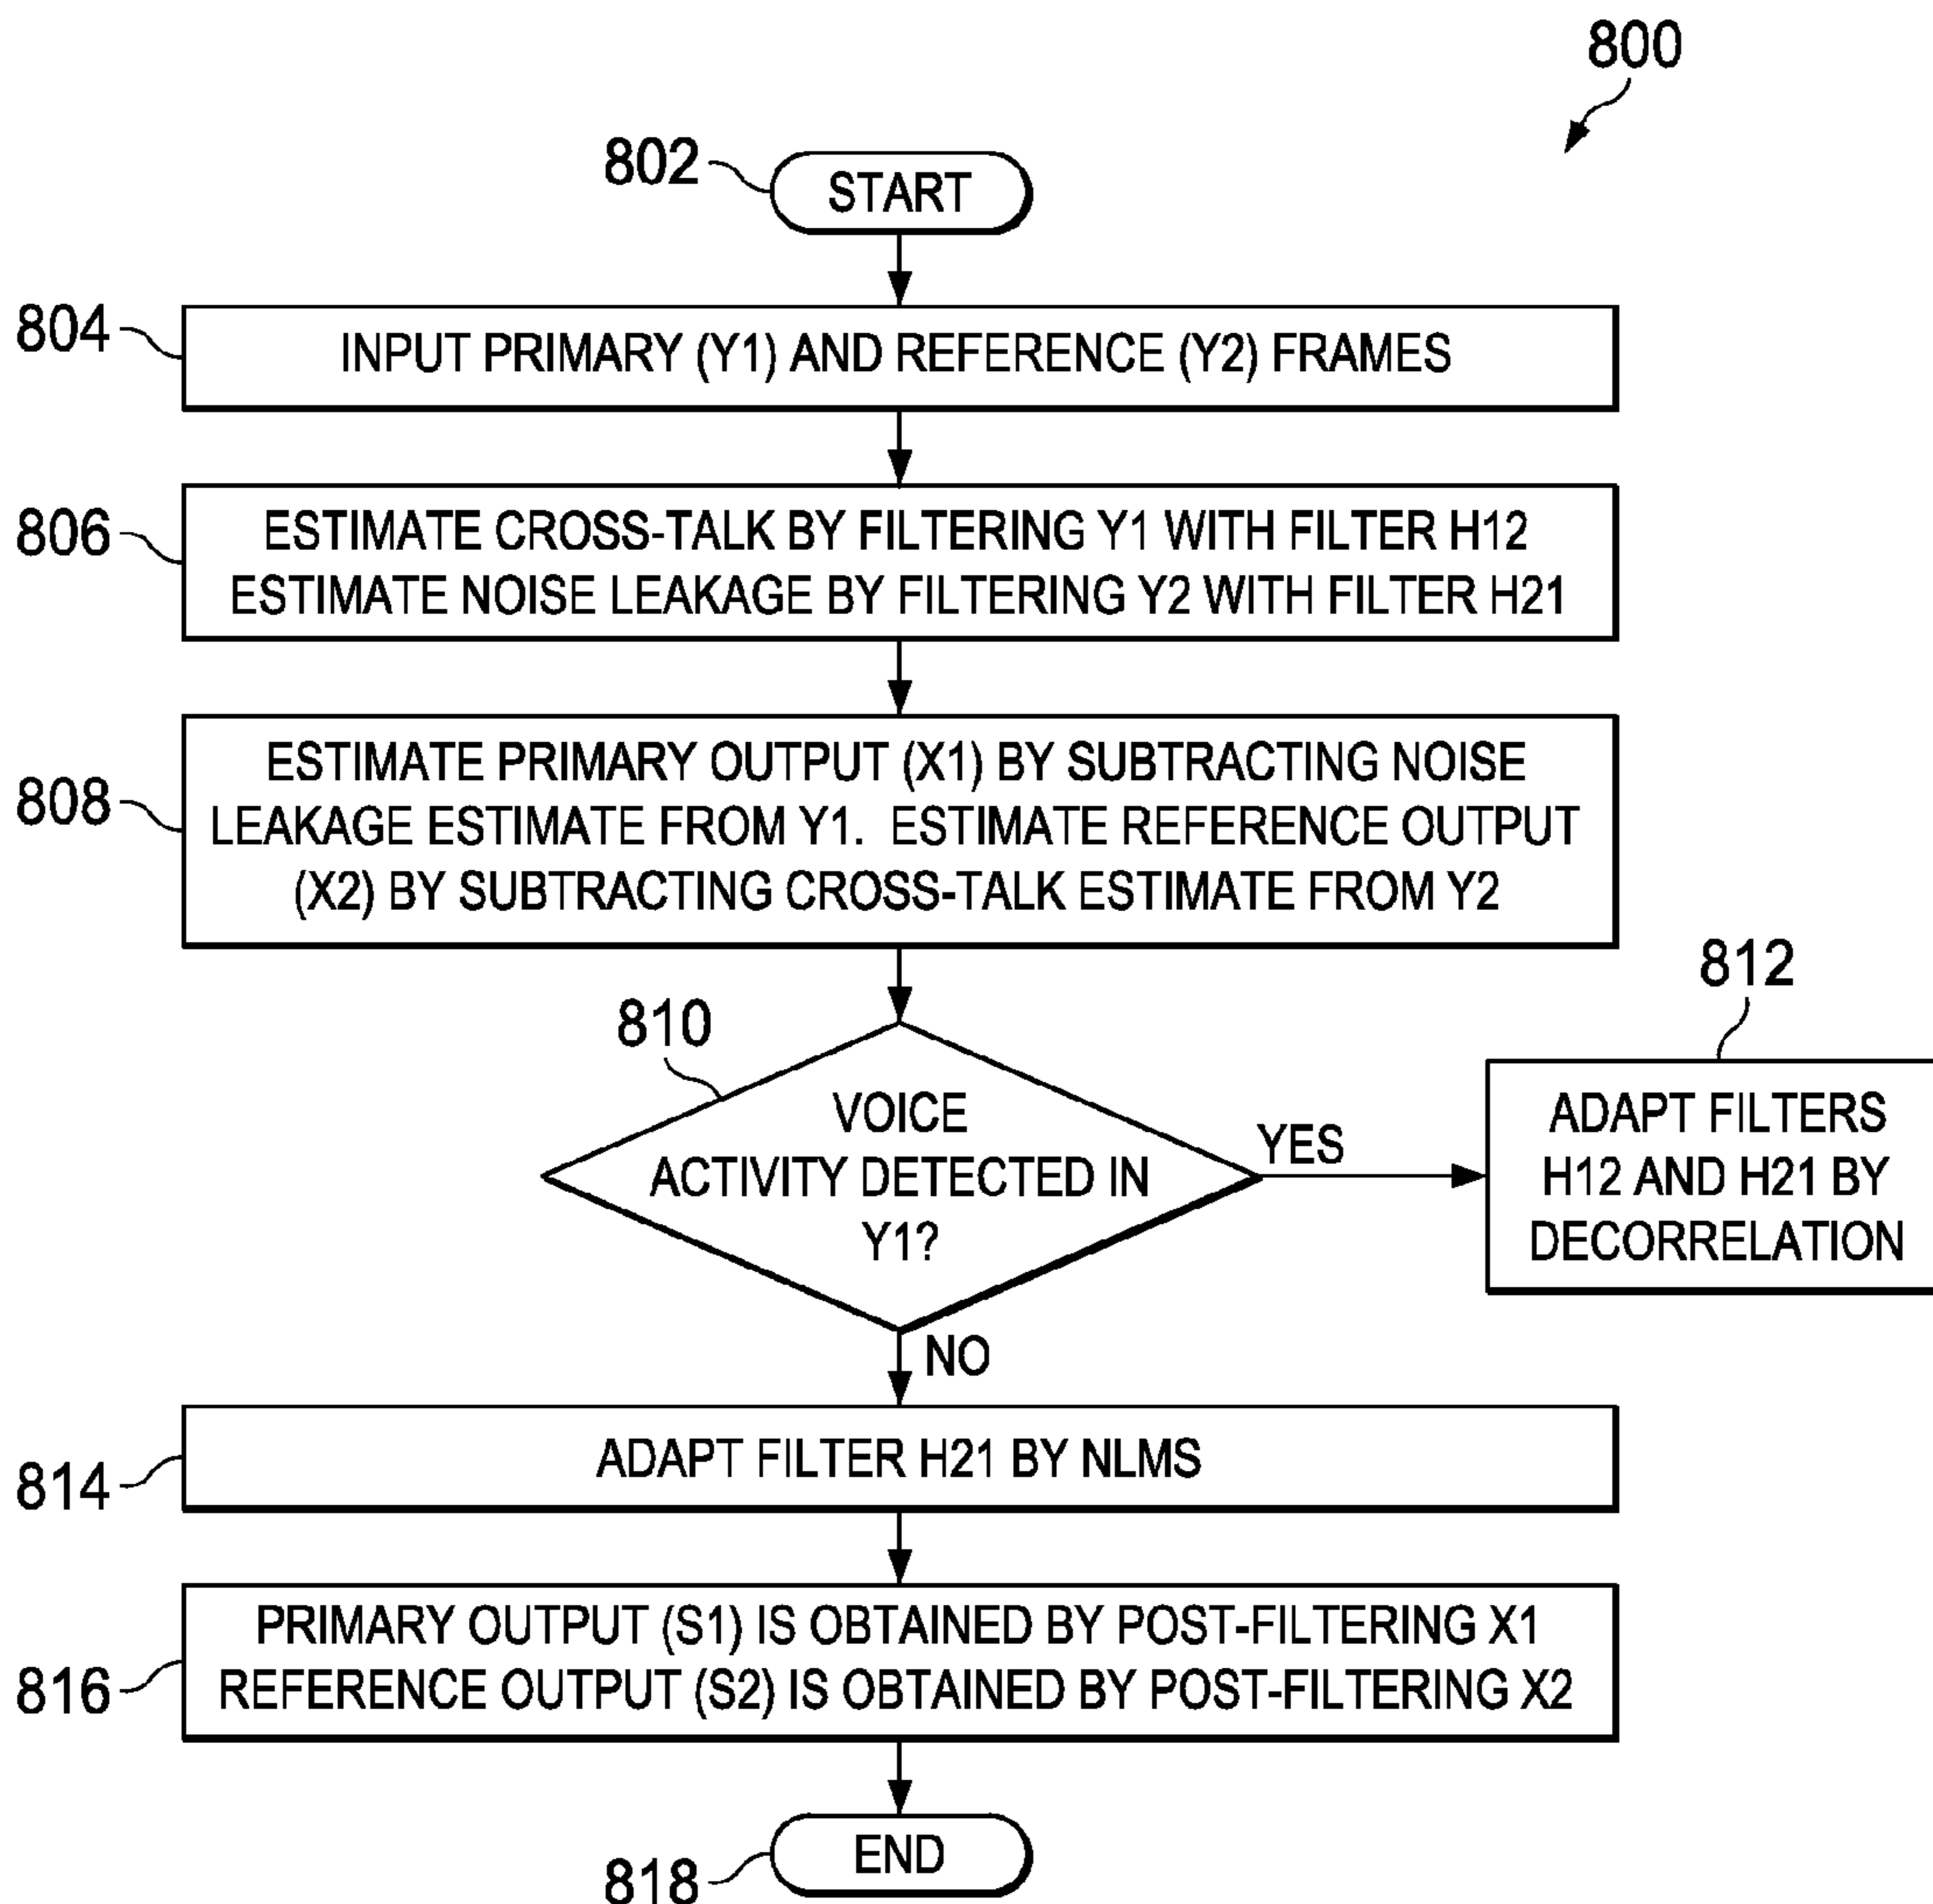 800
802
START
804
INPUT PRIMARY (Y1) AND REFERENCE (Y2) FRAMES
806
ESTIMATE CROSS-TALK BY FILTERING Y1 WITH FILTER H12
ESTIMATE NOISE LEAKAGE BY FILTERING Y2 WITH FILTER H21
808
ESTIMATE PRIMARY OUTPUT (X1) BY SUBTRACTING NOISE
LEAKAGE ESTIMATE FROM Y1. ESTIMATE REFERENCE OUTPUT
(X2) BY SUBTRACTING CROSS-TALK ESTIMATE FROM Y2
810
VOICE
ACTIVITY DETECTED IN
Y1?
YES
812
ADAPT FILTERS
H12 AND H21 BY
DECORRELATION
NO
814
ADAPT FILTER H21 BY NLMS
816
PRIMARY OUTPUT (S1) IS OBTAINED BY POST-FILTERING X1
REFERENCE OUTPUT (S2) IS OBTAINED BY POST-FILTERING X2
818
END